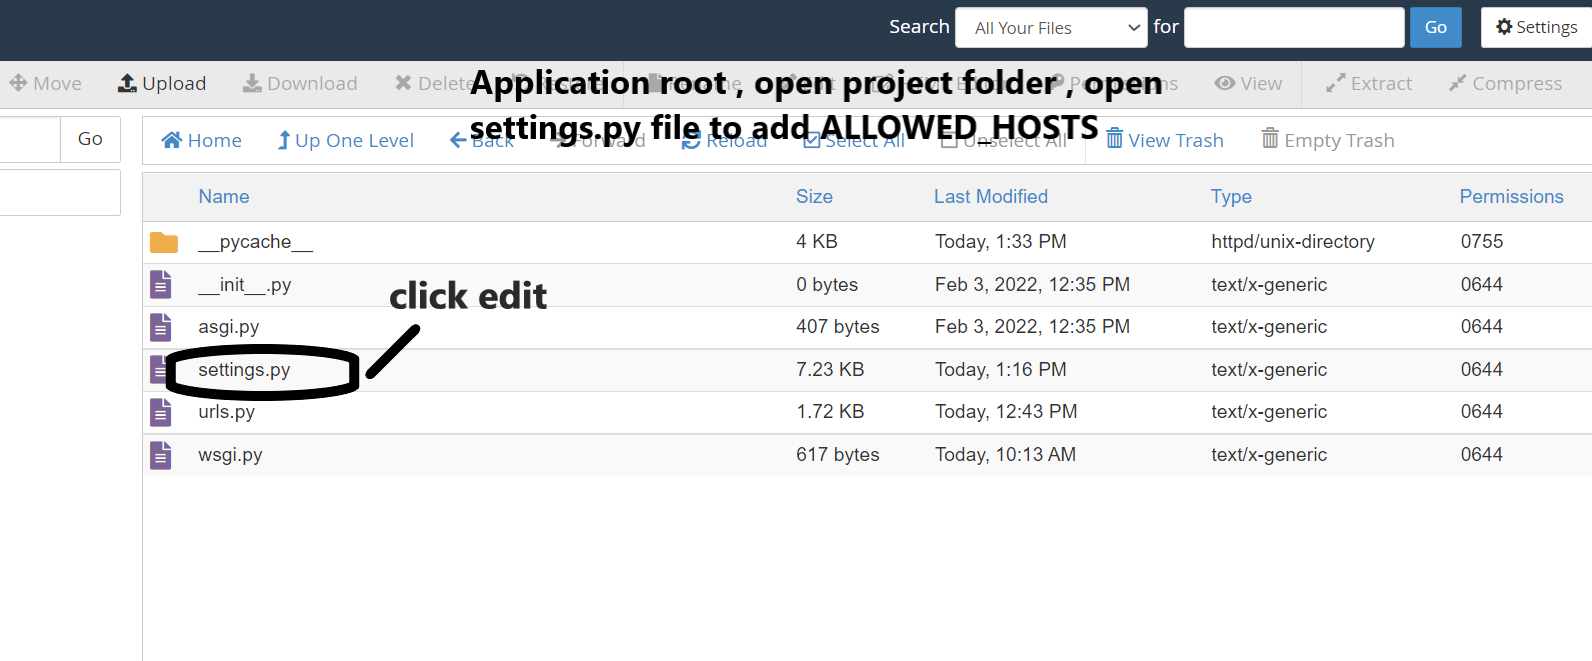 Search All Your Files for Go Settings
Move Upload Download Delete Permissions View Extract Compress
Application root , open project folder , open
settings.py file to add ALLOWED_HOSTS
Go Home Up One Level Back Forward Reload Select All Unselect All View Trash Empty Trash
Name Size Last Modified Type Permissions
__pycache__ 4 KB Today, 1:33 PM httpd/unix-directory 0755
__init__.py 0 bytes Feb 3, 2022, 12:35 PM text/x-generic 0644
click edit
asgi.py 407 bytes Feb 3, 2022, 12:35 PM text/x-generic 0644
settings.py 7.23 KB Today, 1:16 PM text/x-generic 0644
urls.py 1.72 KB Today, 12:43 PM text/x-generic 0644
wsgi.py 617 bytes Today, 10:13 AM text/x-generic 0644